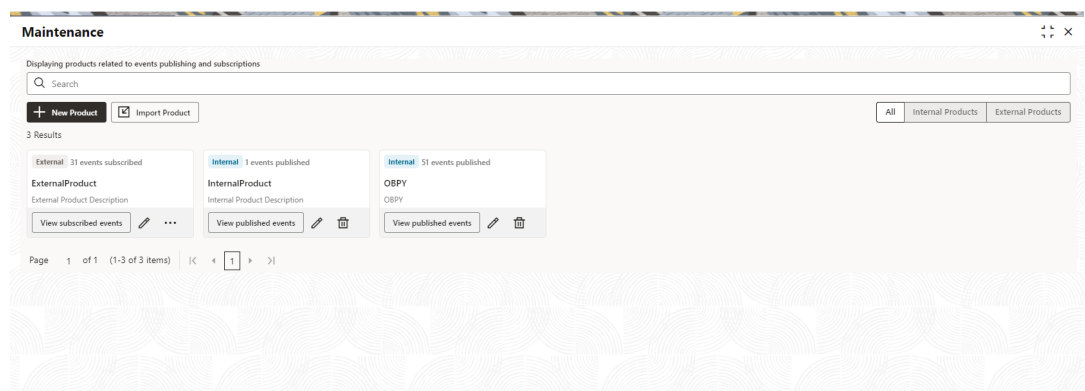 Maintenance
Displaying products related to events publishing and subscriptions
Search
New Product Import Product All Internal Products External Products
3 Results
External 31 events subscribed Internal 1 events published Internal 51 events published
ExternalProduct InternalProduct OBPY
External Product Description Internal Product Description OBPY
View subscribed events View published events View published events
Page 1 of 1 (1-3 of 3 items) 1